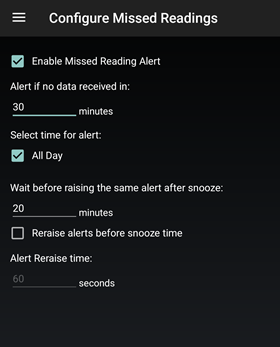 Configure Missed Readings
Enable Missed Reading Alert
Alert if no data received in:
30 minutes
Select time for alert:
All Day
Wait before raising the same alert after snooze:
20 minutes
Reraise alerts before snooze time
Alert Reraise time:
60 seconds